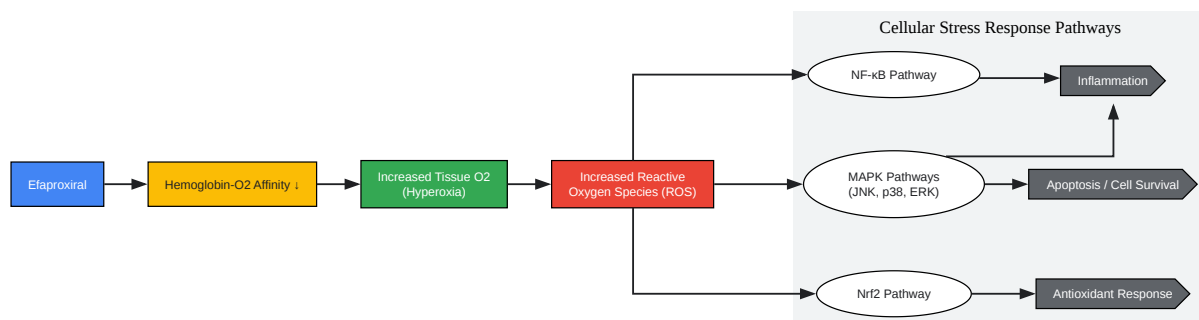 Cellular Stress Response Pathways
NF-κB Pathway
Inflammation
Efaproxiral
Hemoglobin-O2 Affinity ↓
Increased Tissue O2
(Hyperoxia)
Increased Reactive
Oxygen Species (ROS)
MAPK Pathways
(JNK, p38, ERK)
Apoptosis / Cell Survival
Nrf2 Pathway
Antioxidant Response